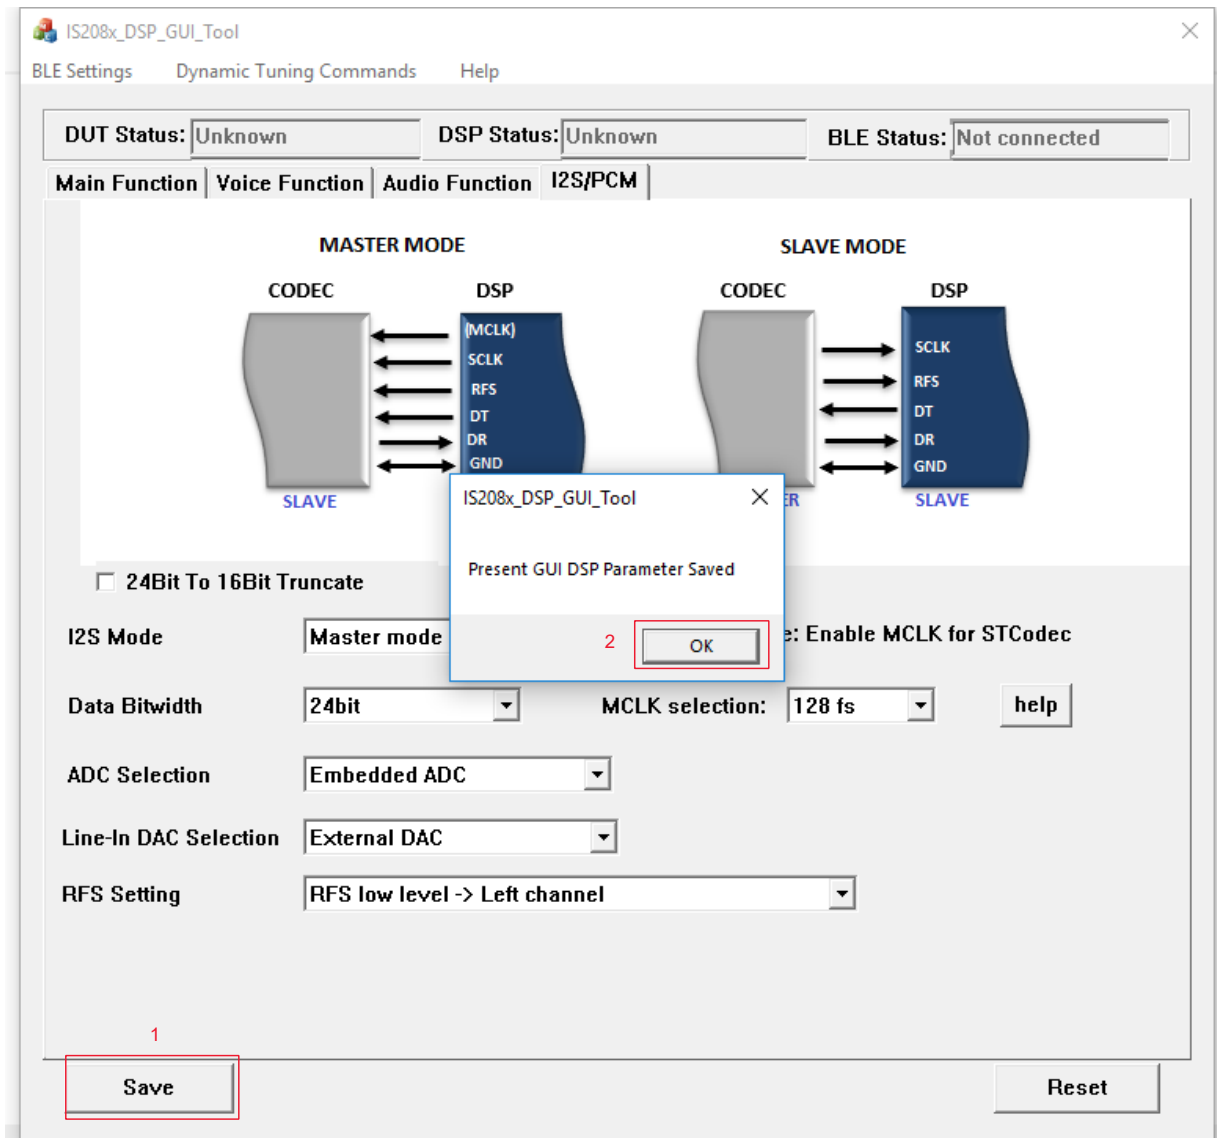 IS208x_DSP_GUI_Tool
BLE Settings Dynamic Tuning Commands Help
DUT Status: Unknown DSP Status: Unknown BLE Status: Not connected
Main Function Voice Function Audio Function I2S/PCM
MASTER MODE SLAVE MODE
CODEC DSP CODEC DSP
(MCLK)
SCLK SCLK
RFS RFS
DT DT
DR DR
GND GND
SLAVE ER SLAVE
IS208x_DSP_GUI_Tool
Present GUI DSP Parameter Saved
2 OK
24Bit To 16Bit Truncate
I2S Mode Master mode e: Enable MCLK for STCodec
Data Bitwidth 24bit MCLK selection: 128 fs help
ADC Selection Embedded ADC
Line-In DAC Selection External DAC
RFS Setting RFS low level -> Left channel
1
Save Reset